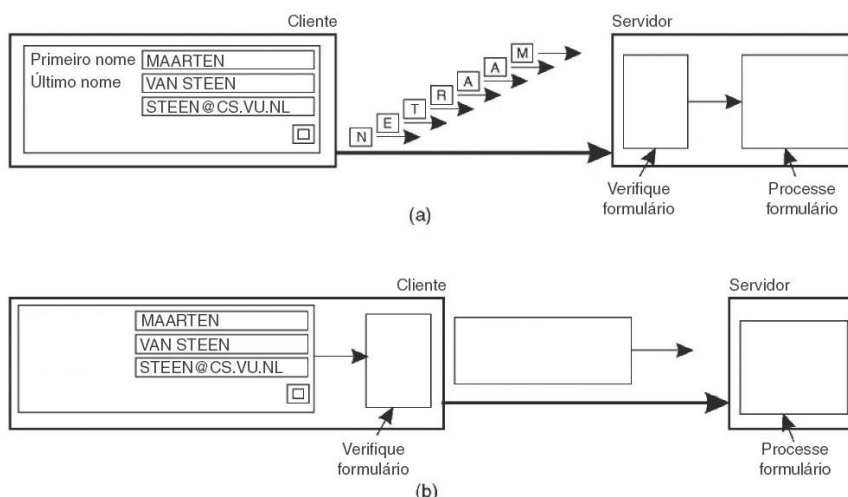 Cliente
Servidor
Primeiro nome MAARTEN
Último nome VAN STEEN
STEEN@CS.VU.NL
N E T R A A M
Verifique
formulário
Processe
formulário
(a)
Cliente
Servidor
MAARTEN
VAN STEEN
STEEN@CS.VU.NL
Verifique
formulário
Processe
formulário
(b)